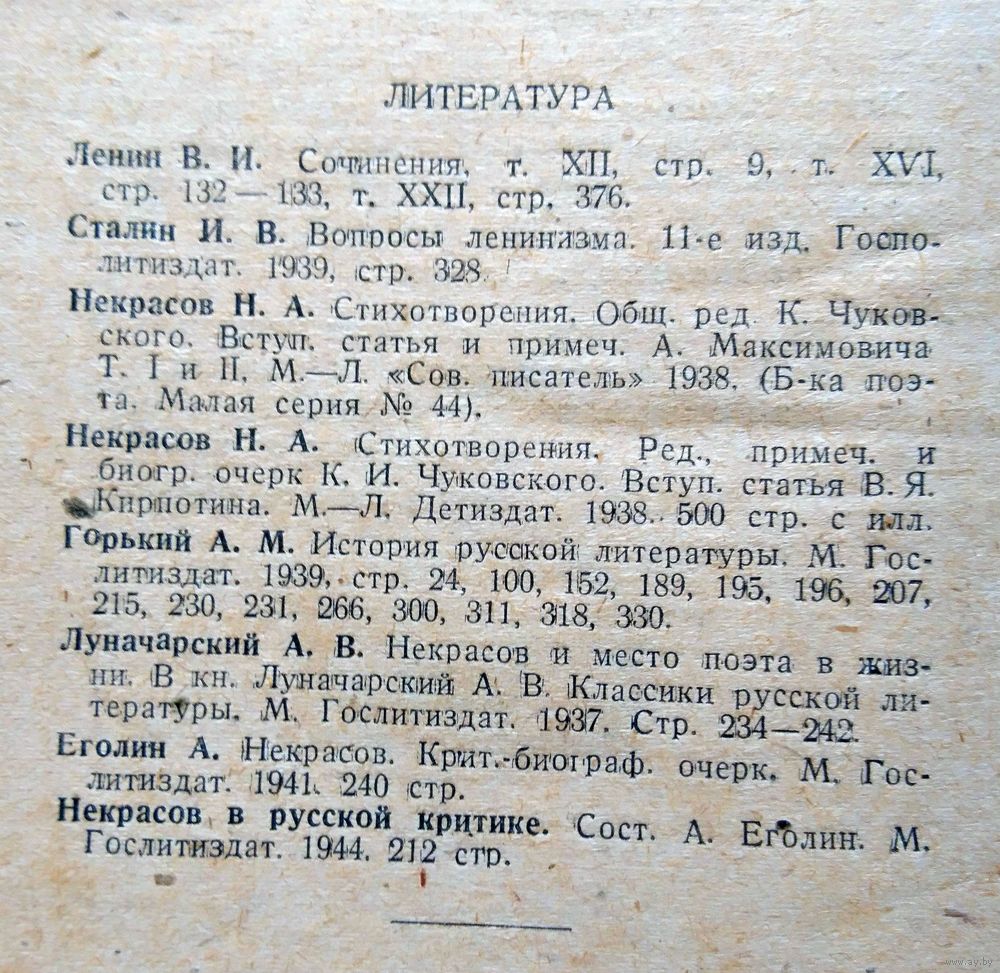 ЛИТЕРАТУРА
Ленин В. И. Сочинения, т. XII, стр. 9, т. XVI,
стр. 132—133, т. XXII, стр. 376.
Сталин И. В. Вопросы ленинизма. 11-е изд. Госпо-
литиздат. 1939, стр. 328.
Некрасов Н. А. Стихотворения. Общ. ред. К. Чуков-
ского. Вступ. статья и примеч. А. Максимовича
Т. I и II. М.—Л. «Сов. писатель» 1938. (Б-ка поэ-
та. Малая серия № 44).
Некрасов Н. А. Стихотворения. Ред., примеч. и
биогр. очерк К. И. Чуковского. Вступ. статья В. Я.
Кирпотина. М.—Л. Детиздат. 1938. 500 стр. с илл.
Горький А. М. История русской литературы. М. Гос-
литиздат. 1939, стр. 24, 100, 152, 189, 195, 196, 207,
215, 230, 231, 266, 300, 311, 318, 330.
Луначарский А. В. Некрасов и место поэта в жиз-
ни. В кн. Луначарский А. В. Классики русской ли-
тературы. М. Гослитиздат. 1937. Стр. 234—242.
Еголин А. Некрасов. Крит.-биограф. очерк. М. Гос-
литиздат. 1941. 240 стр.
Некрасов в русской критике. Сост. А. Еголин. М.
Гослитиздат. 1944. 212 стр.
www.ay.by